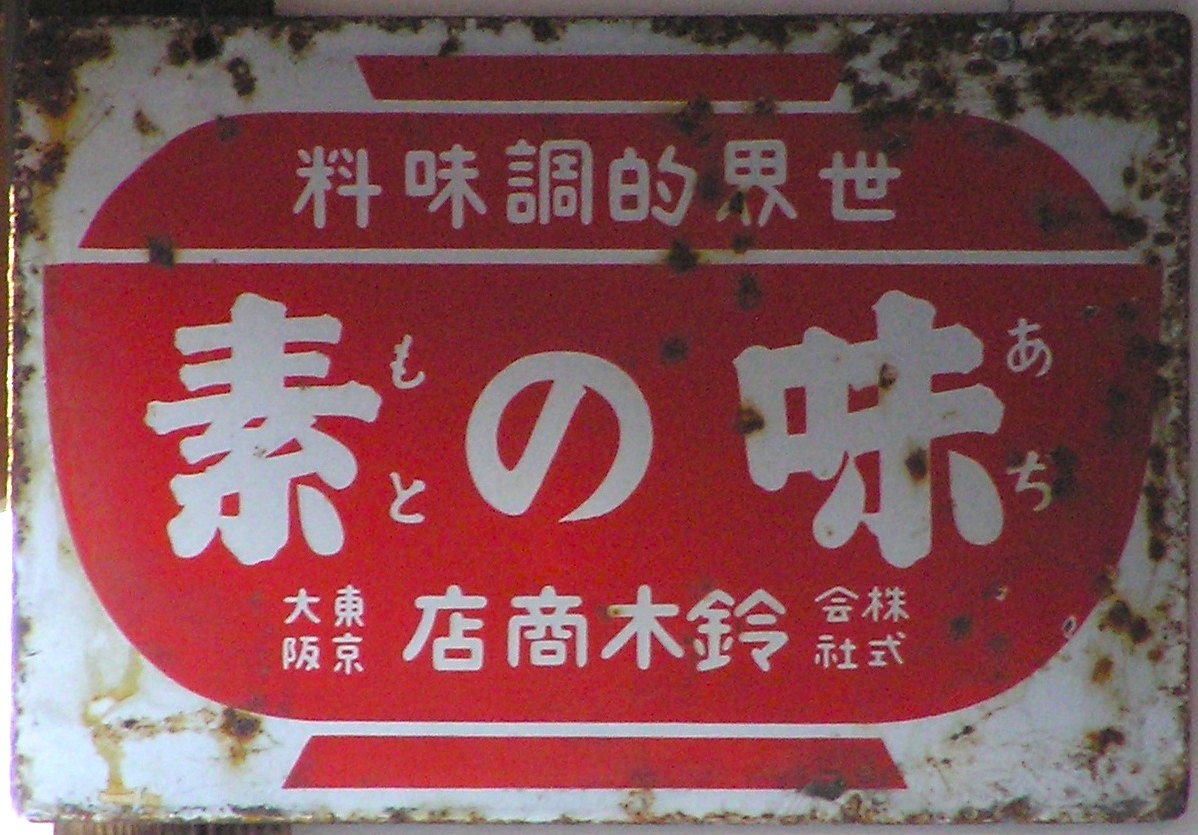 世界的調味料
味の素
あぢ
もと
株式会社 鈴木商店 東京 大阪